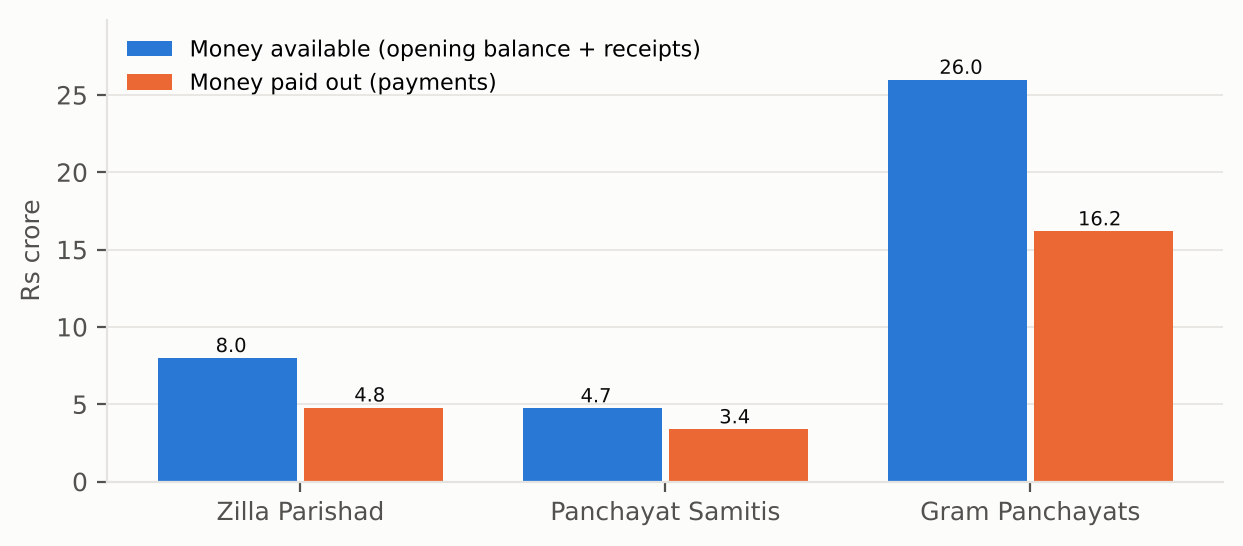 Money available (opening balance + receipts)
Money paid out (payments)
Rs crore
25
20
15
10
5
0
8.0
4.8
4.7
3.4
26.0
16.2
Zilla Parishad
Panchayat Samitis
Gram Panchayats